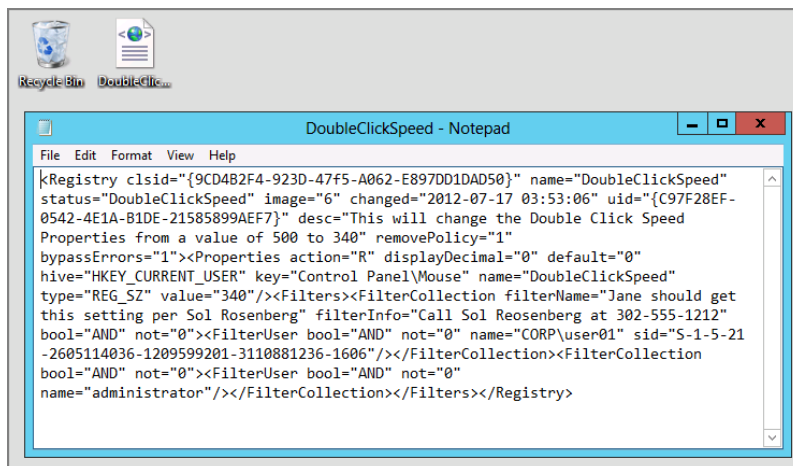 Recycle Bin
DoubleClic...
DoubleClickSpeed - Notepad
File Edit Format View Help
<Registry clsid="{9CD4B2F4-923D-47f5-A062-E897DD1DAD50}" name="DoubleClickSpeed"
status="DoubleClickSpeed" image="6" changed="2012-07-17 03:53:06" uid="{C97F28EF-
0542-4E1A-B1DE-21585899AEF7}" desc="This will change the Double Click Speed
Properties from a value of 500 to 340" removePolicy="1"
bypassErrors="1"><Properties action="R" displayDecimal="0" default="0"
hive="HKEY_CURRENT_USER" key="Control Panel\Mouse" name="DoubleClickSpeed"
type="REG_SZ" value="340"/><Filters><FilterCollection filterName="Jane should get
this setting per Sol Rosenberg" filterInfo="Call Sol Reosenberg at 302-555-1212"
bool="AND" not="0"><FilterUser bool="AND" not="0" name="CORP\user01" sid="S-1-5-21
-2605114036-1209599201-3110881236-1606"/></FilterCollection><FilterCollection
bool="AND" not="0"><FilterUser bool="AND" not="0"
name="administrator"/></FilterCollection></Filters></Registry>